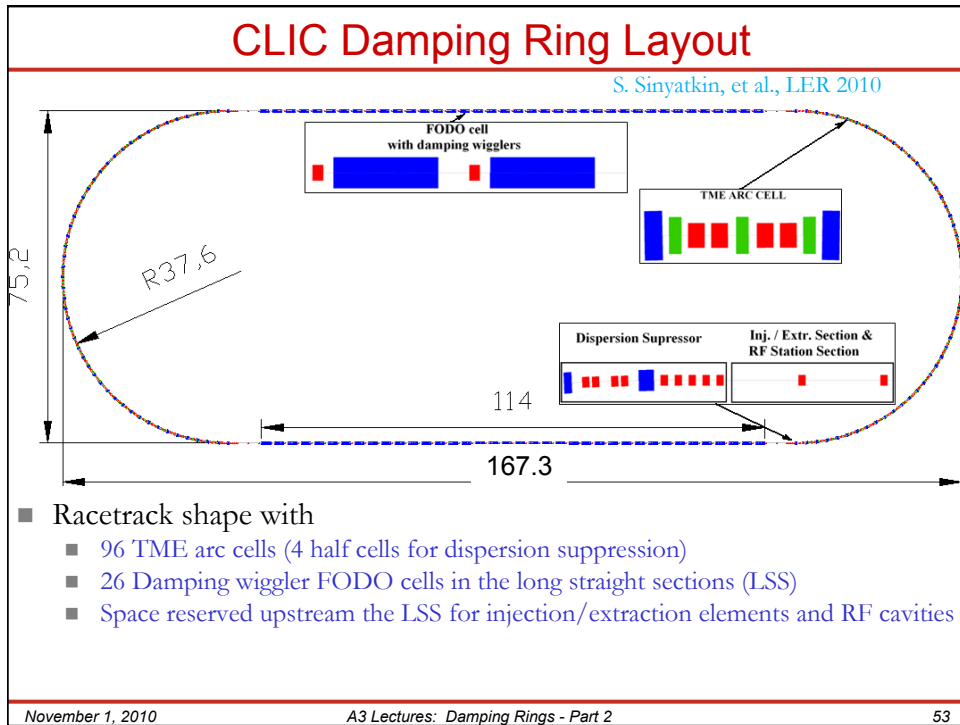 CLIC Damping Ring Layout
S. Sinyatkin, et al., LER 2010
FODO cell
with damping wigglers
TME ARC CELL
75,2
R37,6
Dispersion Supressor
Inj. / Extr. Section &
RF Station Section
114
167.3
Racetrack shape with
96 TME arc cells (4 half cells for dispersion suppression)
26 Damping wiggler FODO cells in the long straight sections (LSS)
Space reserved upstream the LSS for injection/extraction elements and RF cavities
November 1, 2010
A3 Lectures: Damping Rings - Part 2
53